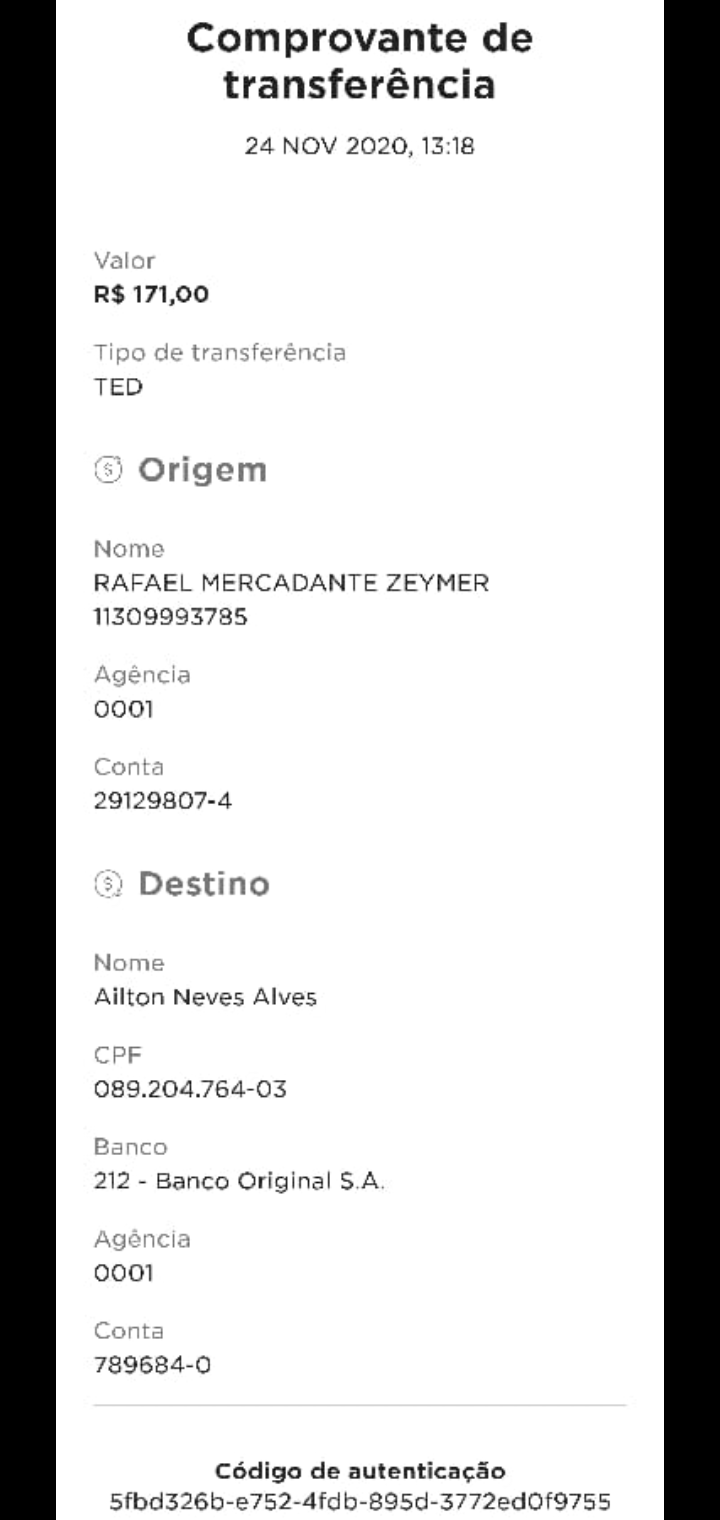 Comprovante de
transferência
24 NOV 2020, 13:18
Valor
R$ 171,00
Tipo de transferência
TED
Origem
Nome
RAFAEL MERCADANTE ZEYMER
11309993785
Agência
0001
Conta
29129807-4
Destino
Nome
Ailton Neves Alves
CPF
089.204.764-03
Banco
212 - Banco Original S.A.
Agência
0001
Conta
789684-0
Código de autenticação
5fbd326b-e752-4fdb-895d-3772ed0f9755